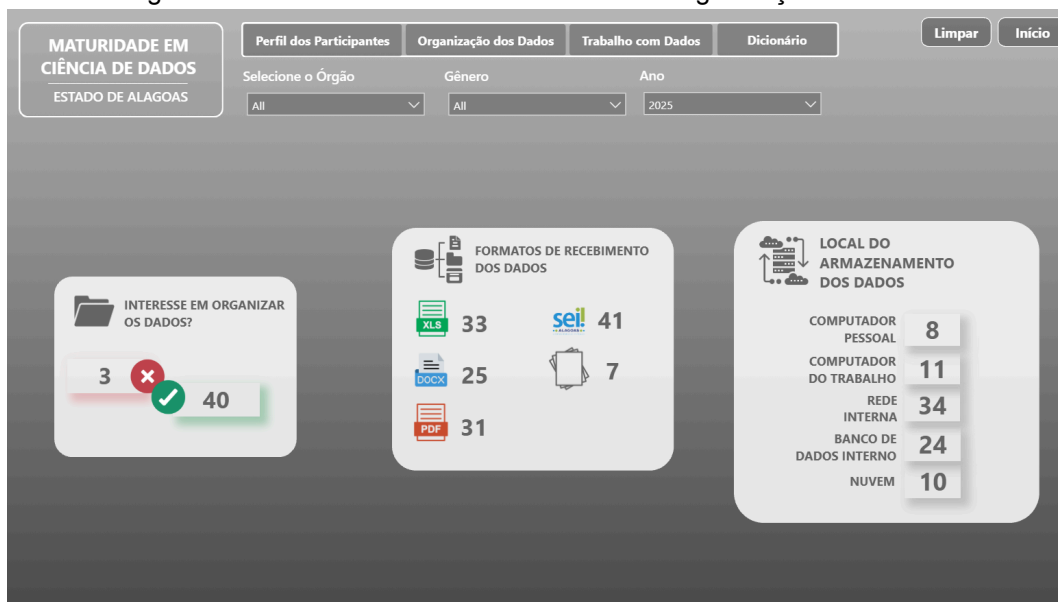 MATURIDADE EM
CIÊNCIA DE DADOS
ESTADO DE ALAGOAS
Perfil dos Participantes
Organização dos Dados
Trabalho com Dados
Dicionário
Limpar
Início
Selecione o Órgão
Gênero
Ano
All
All
2025
INTERESSE EM ORGANIZAR
OS DADOS?
3
40
FORMATOS DE RECEBIMENTO
DOS DADOS
XLS 33
sei! 41
DOCX 25
7
PDF 31
LOCAL DO
ARMAZENAMENTO
DOS DADOS
COMPUTADOR
PESSOAL
8
COMPUTADOR
DO TRABALHO
11
REDE
INTERNA
34
BANCO DE
DADOS INTERNO
24
NUVEM
10